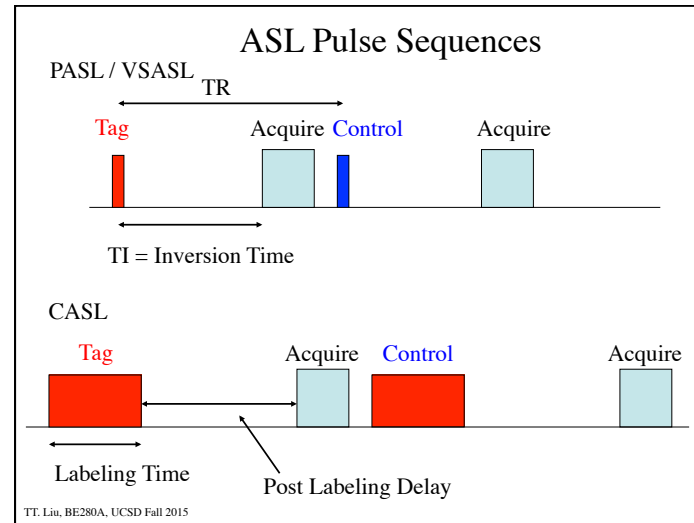 ASL Pulse Sequences
PASL / VSASL
TR
Tag
Acquire
Control
Acquire
TI = Inversion Time
CASL
Tag
Acquire
Control
Acquire
Labeling Time
Post Labeling Delay
TT. Liu, BE280A, UCSD Fall 2015